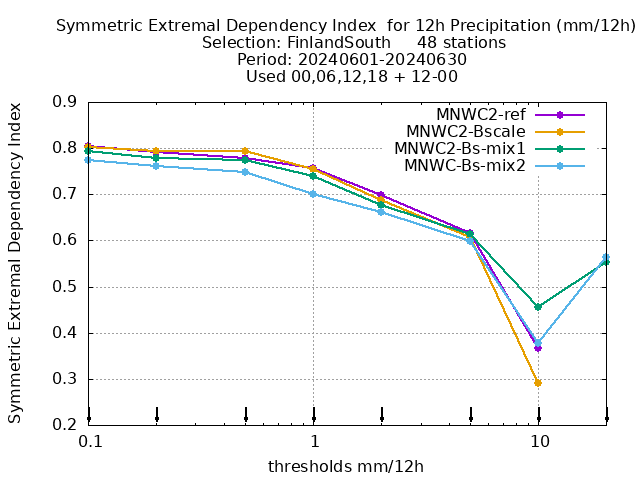 Symmetric Extremal Dependency Index  for 12h Precipitation (mm/12h)
Selection: FinlandSouth     48 stations
Period: 20240601-20240630
Used 00,06,12,18 + 12-00
Symmetric Extremal Dependency Index
0.9
0.8
0.7
0.6
0.5
0.4
0.3
0.2
MNWC2-ref
MNWC2-Bscale
MNWC2-Bs-mix1
MNWC-Bs-mix2
0.1 1 10
thresholds mm/12h